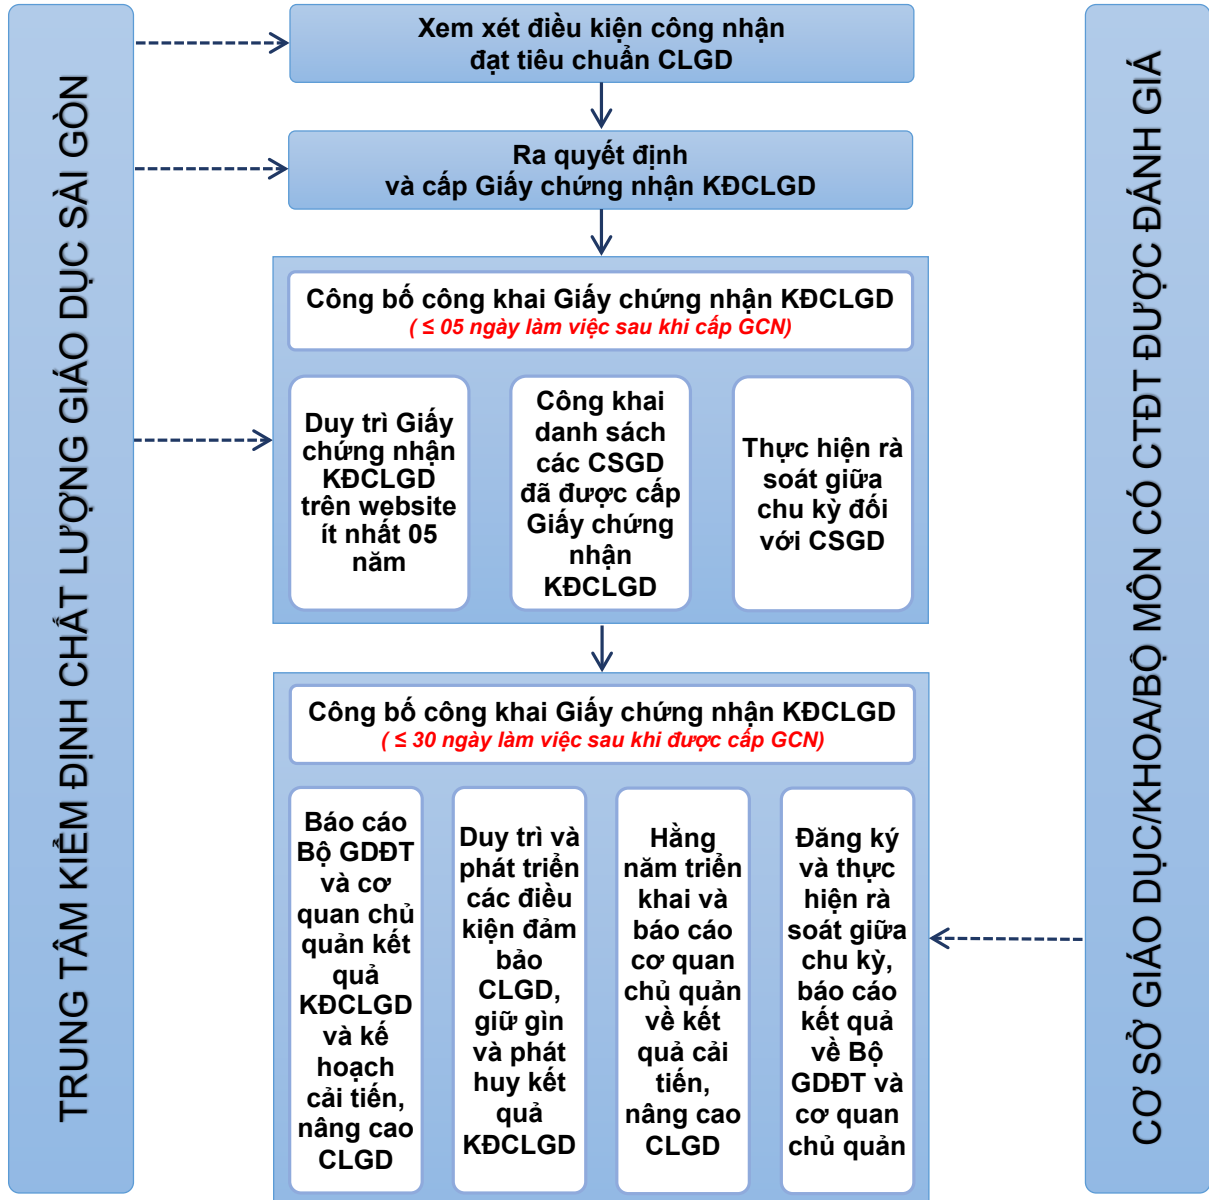 TRUNG TÂM KIỂM ĐỊNH CHẤT LƯỢNG GIÁO DỤC SÀI GÒN
Xem xét điều kiện công nhận
đạt tiêu chuẩn CLGD
Ra quyết định
và cấp Giấy chứng nhận KĐCLGD
Công bố công khai Giấy chứng nhận KĐCLGD
( ≤ 05 ngày làm việc sau khi cấp GCN)
Duy trì Giấy
chứng nhận
KĐCLGD
trên website
ít nhất 05
năm
Công khai
danh sách
các CSGD
đã được cấp
Giấy chứng
nhận
KĐCLGD
Thực hiện rà
soát giữa
chu kỳ đối
với CSGD
Công bố công khai Giấy chứng nhận KĐCLGD
( ≤ 30 ngày làm việc sau khi được cấp GCN)
Báo cáo
Bộ GDĐT
và cơ
quan chủ
quản kết
quả
KĐCLGD
và kế
hoạch
cải tiến,
nâng cao
CLGD
Duy trì và
phát triển
các điều
kiện đảm
bảo
CLGD,
giữ gìn
và phát
huy kết
quả
KĐCLGD
Hằng
năm triển
khai và
báo cáo
cơ quan
chủ quản
về kết
quả cải
tiến,
nâng cao
CLGD
Đăng ký
và thực
hiện rà
soát giữa
chu kỳ,
báo cáo
kết quả
về Bộ
GDĐT và
cơ quan
chủ quản
CƠ SỞ GIÁO DỤC/KHOA/BỘ MÔN CÓ CTĐT ĐƯỢC ĐÁNH GIÁ